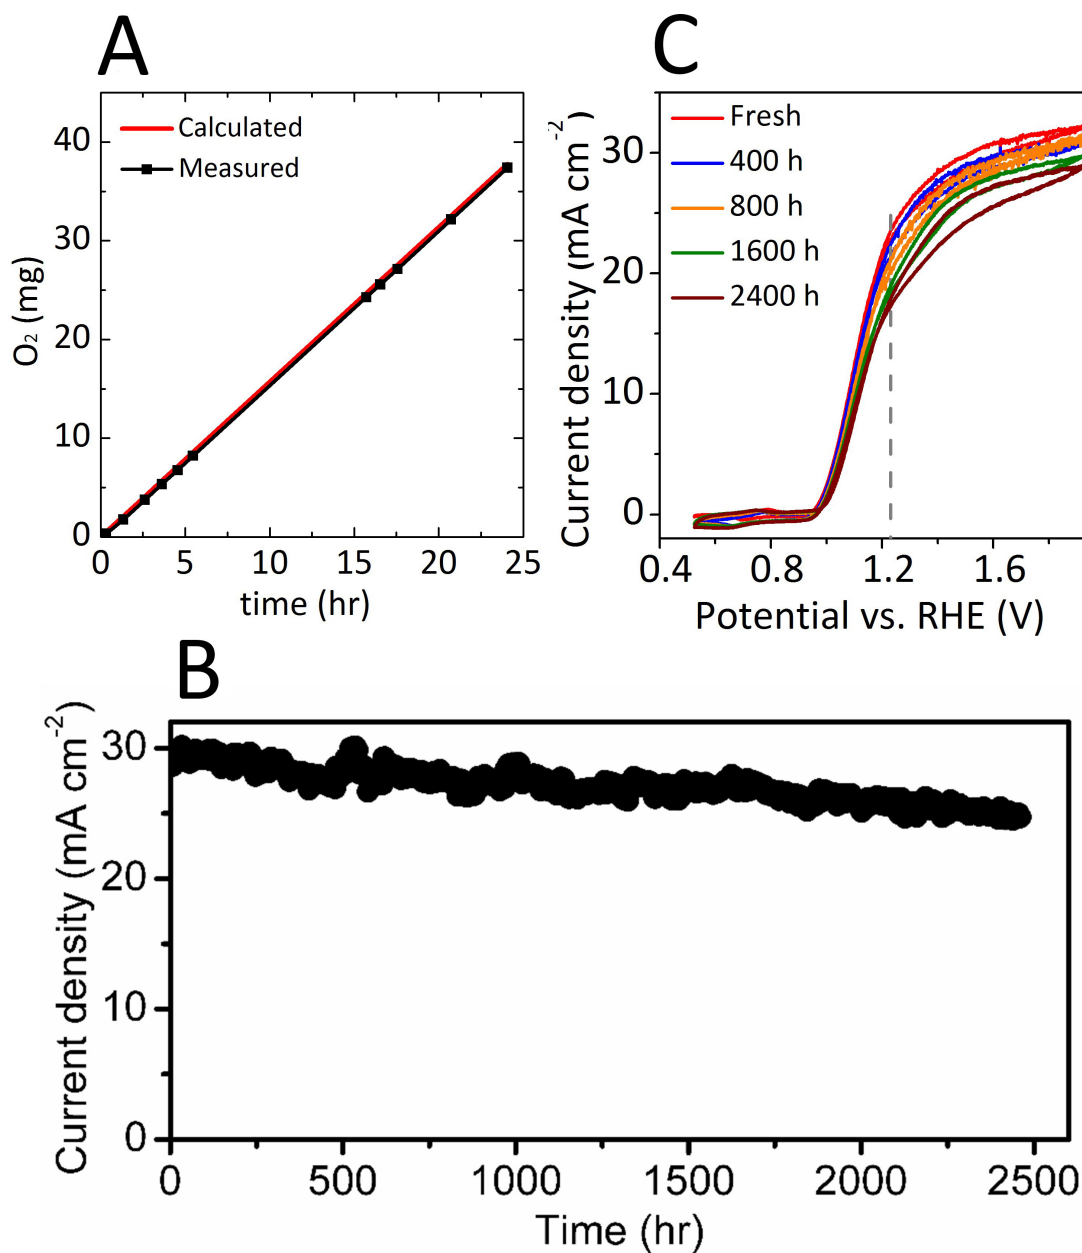 A
Calculated
Measured
40
30
20
10
0
O₂ (mg)
0 5 10 15 20 25
time (hr)
C
Fresh
400 h
800 h
1600 h
2400 h
30
20
10
0
Current density (mA cm⁻²)
0.4 0.8 1.2 1.6
Potential vs. RHE (V)
B
30
20
10
0
Current density (mA cm⁻²)
0 500 1000 1500 2000 2500
Time (hr)